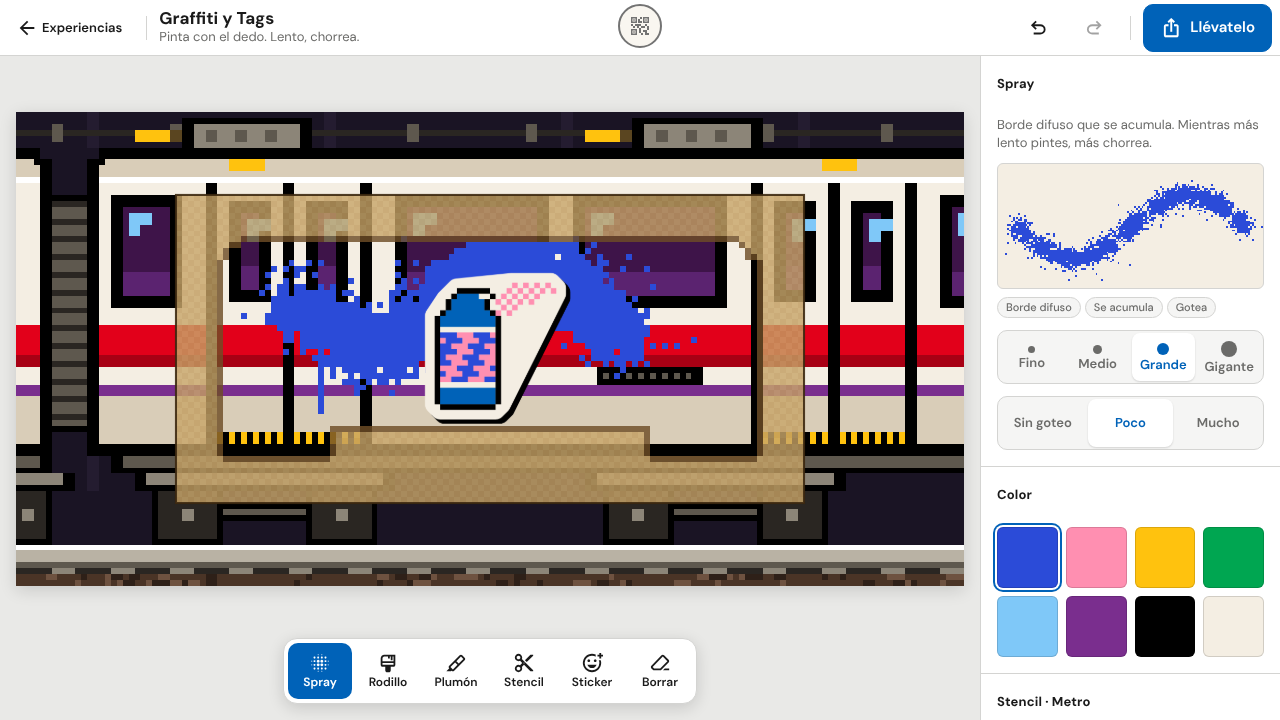 Experiencias
Graffiti y Tags
Pinta con el dedo. Lento, chorrea.
Llévatelo
Spray
Borde difuso que se acumula. Mientras más
lento pintes, más chorrea.
Borde difuso
Se acumula
Gotea
Fino
Medio
Grande
Gigante
Sin goteo
Poco
Mucho
Color
Stencil · Metro
Spray
Rodillo
Plumón
Stencil
Sticker
Borrar